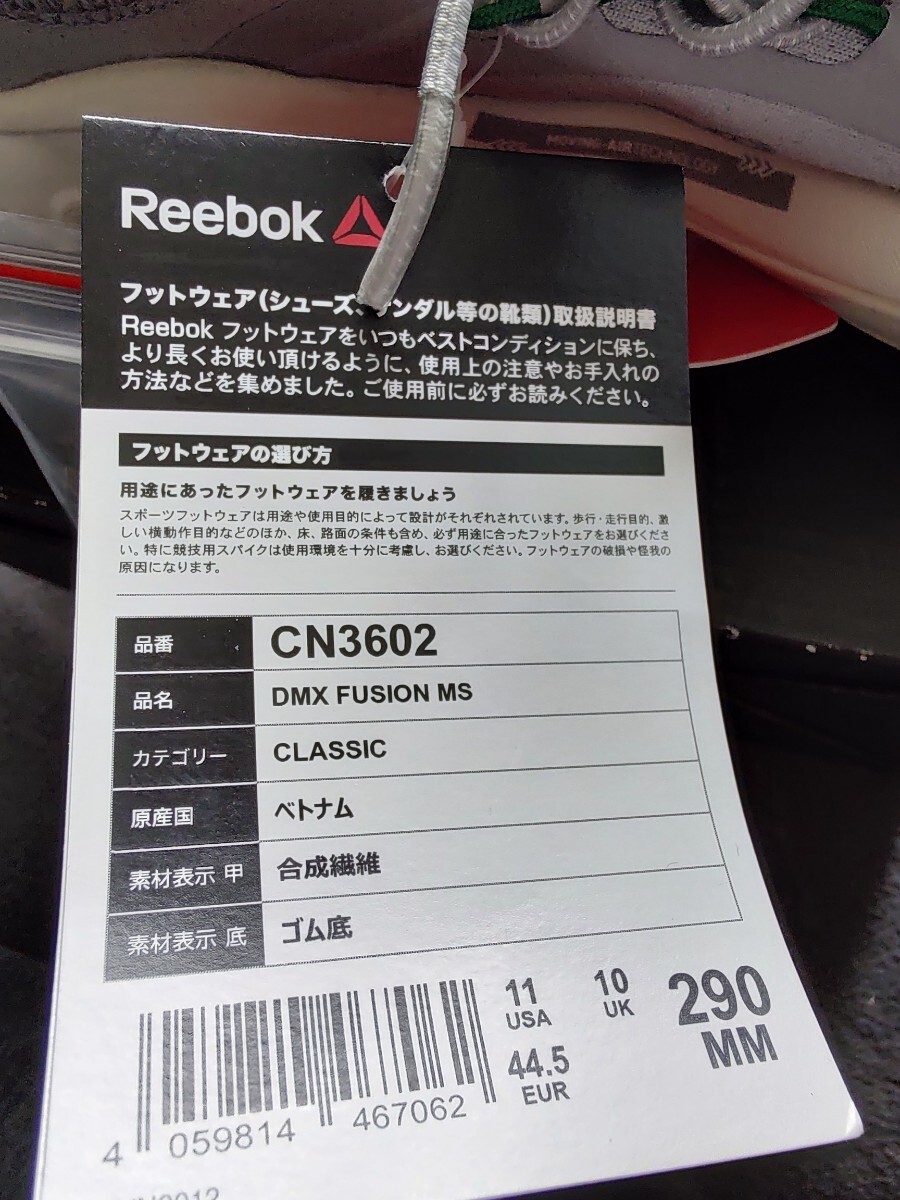 MOVING AIR TECHNOLOGY
Reebok
フットウェア(シューズ、サンダル等の靴類)取扱説明書
Reebok フットウェアをいつもベストコンディションに保ち、
より長くお使い頂けるように、使用上の注意やお手入れの
方法などを集めました。ご使用前に必ずお読みください。
フットウェアの選び方
用途にあったフットウェアを履きましょう
スポーツフットウェアは用途や使用目的によって設計がそれぞれされています。歩行・走行目的、激
しい横動作目的などのほか、床、路面の条件も含め、必ず用途に合ったフットウェアをお選びくださ
い。特に競技用スパイクは使用環境を十分に考慮し、お選びください。フットウェアの破損や怪我の
原因になります。
品番 CN3602
品名 DMX FUSION MS
カテゴリー CLASSIC
原産国 ベトナム
素材表示 甲 合成繊維
素材表示 底 ゴム底
11 10 290
USA UK MM
44.5
EUR
4 059814 467062